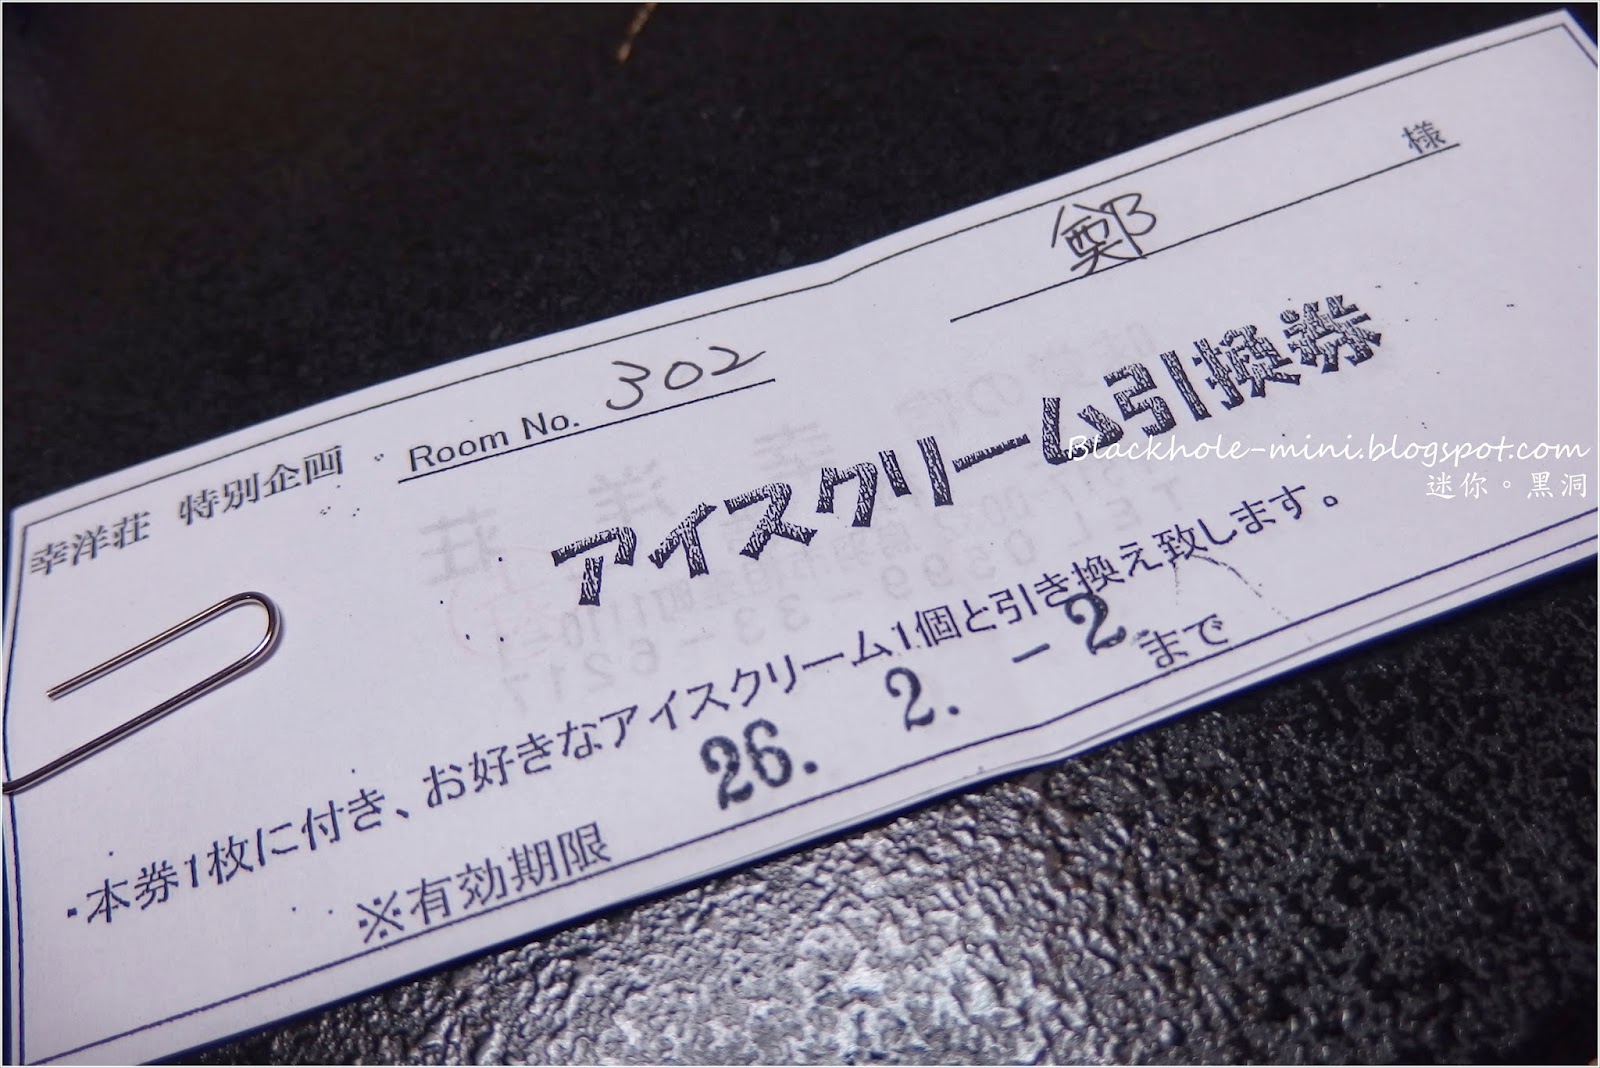 幸洋荘 特別企画
Room No. 302
鄭 様
アイスクリーム引換券
・本券1枚に付き、お好きなアイスクリーム1個と引き換え致します。
※有効期限 26. 2. -2 まで
Blackhole-mini.blogspot.com
迷你。黑洞